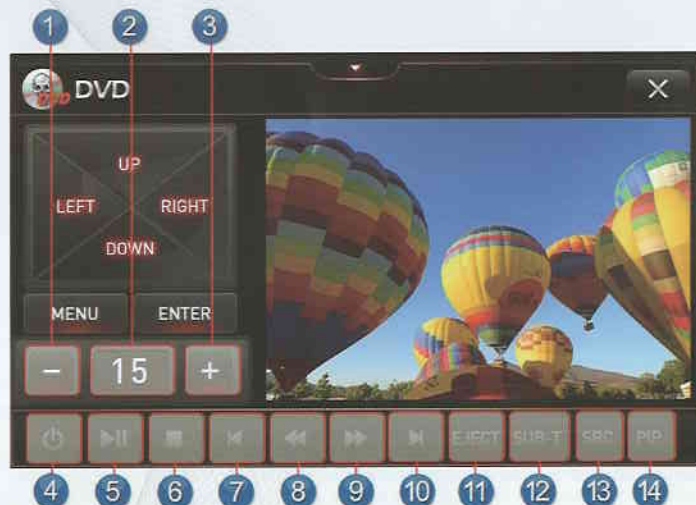 1 2 3
DVD DVD X
UP
LEFT RIGHT
DOWN
MENU ENTER
- 15 +
EJECT SUB-T SRC PIP
4 5 6 7 8 9 10 11 12 13 14